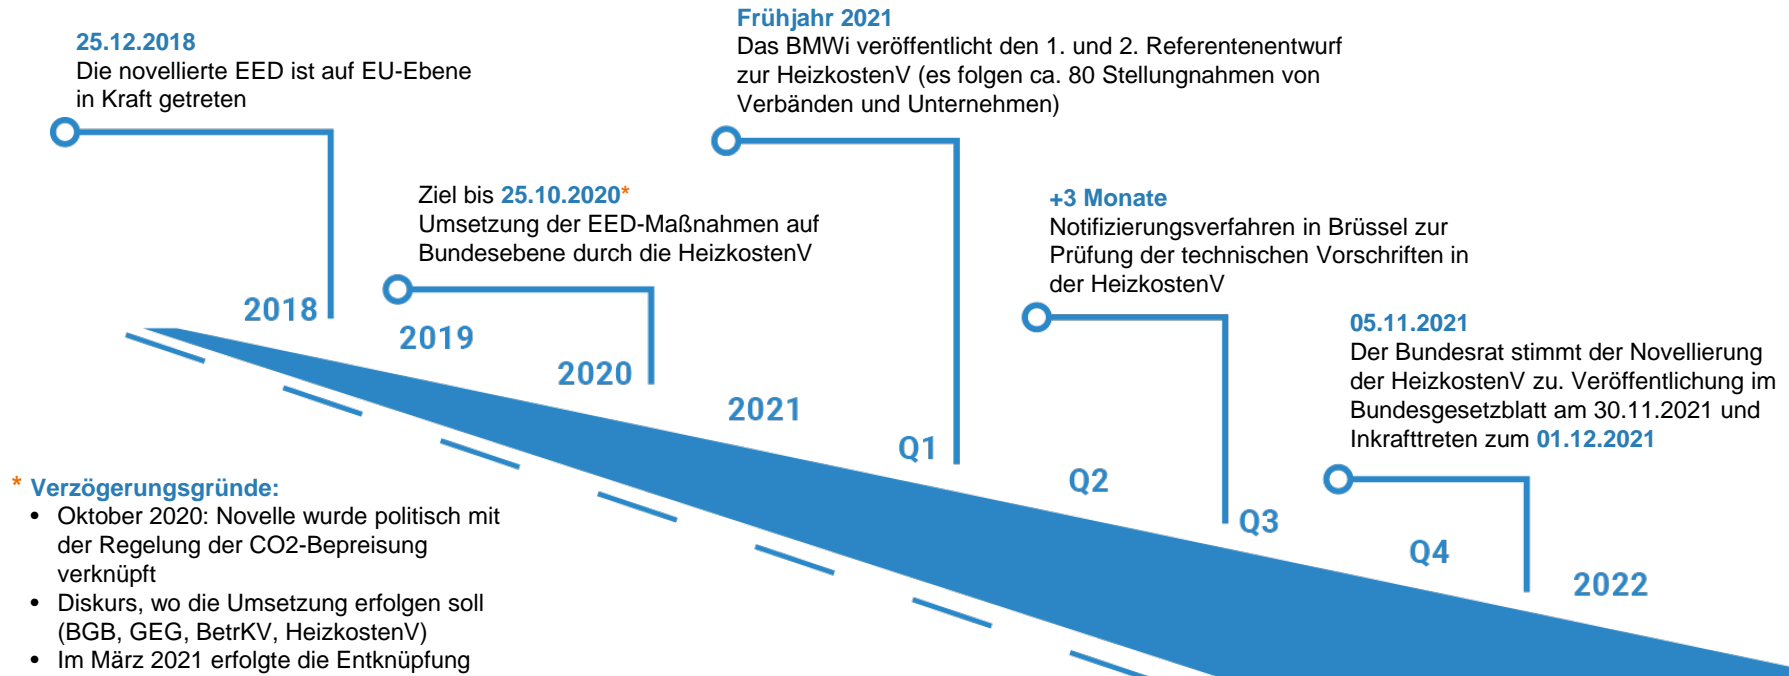 25.12.2018
Die novellierte EED ist auf EU-Ebene
in Kraft getreten
Frühjahr 2021
Das BMWi veröffentlicht den 1. und 2. Referentenentwurf
zur HeizkostenV (es folgen ca. 80 Stellungnahmen von
Verbänden und Unternehmen)
Ziel bis 25.10.2020*
Umsetzung der EED-Maßnahmen auf
Bundesebene durch die HeizkostenV
+3 Monate
Notifizierungsverfahren in Brüssel zur
Prüfung der technischen Vorschriften in
der HeizkostenV
05.11.2021
Der Bundesrat stimmt der Novellierung
der HeizkostenV zu. Veröffentlichung im
Bundesgesetzblatt am 30.11.2021 und
Inkrafttreten zum 01.12.2021
2018
2019
2020
2021
Q1
Q2
Q3
Q4
2022
* Verzögerungsgründe:
• Oktober 2020: Novelle wurde politisch mit
der Regelung der CO2-Bepreisung
verknüpft
• Diskurs, wo die Umsetzung erfolgen soll
(BGB, GEG, BetrKV, HeizkostenV)
• Im März 2021 erfolgte die Entknüpfung